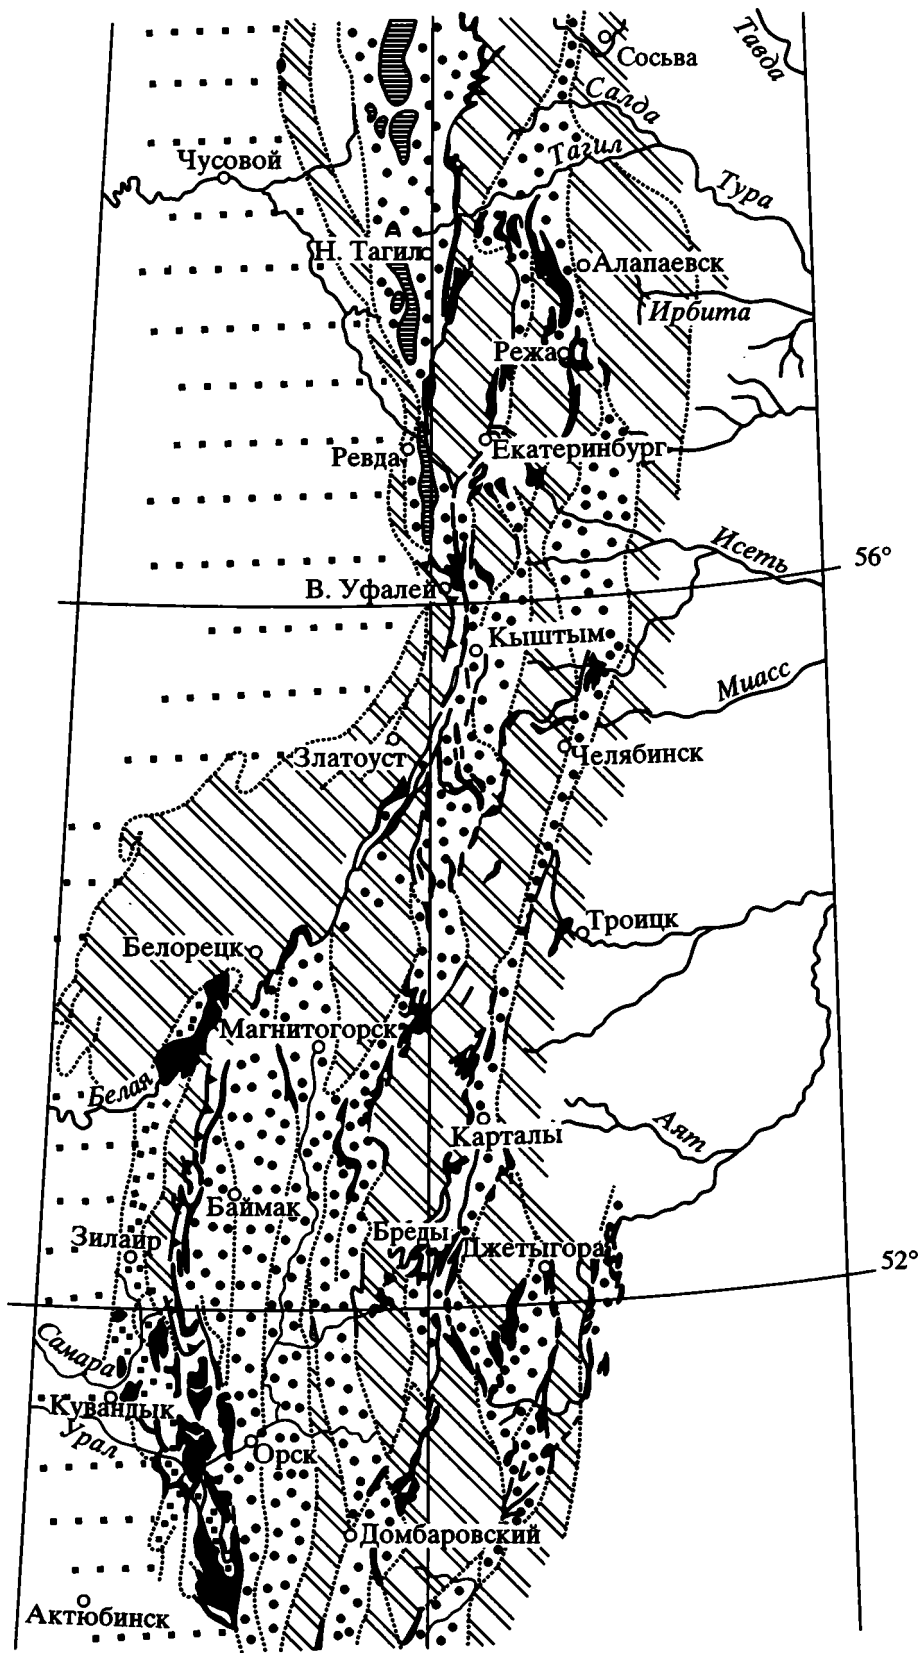 Тавда
Сосьва
Салда
Тагил
Чусовой
Тура
Н. Тагил
Алапаевск
Ирбита
Режа
Екатеринбург
Ревда
Исеть
56°
В. Уфалей
Кыштым
Миасс
Златоуст
Челябинск
Троицк
Белорецк
Магнитогорск
Белая
Аят
Карталы
Баймак
Бреды
Зилаир
Джетыгора
52°
Самара
Кувандык
Урал
Орск
Домбаровский
Актюбинск